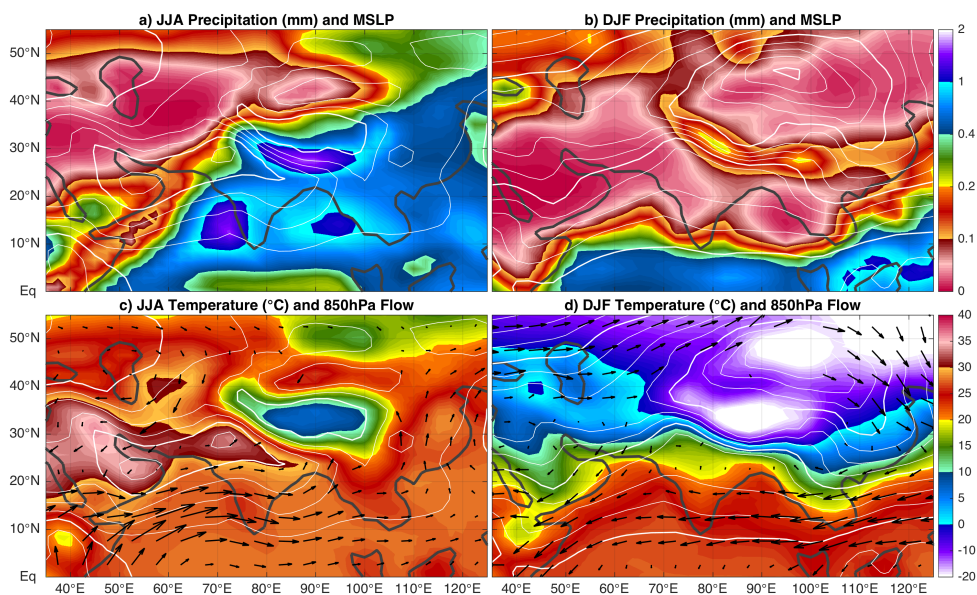 a) JJA Precipitation (mm) and MSLP
b) DJF Precipitation (mm) and MSLP
50°N
40°N
30°N
20°N
10°N
Eq
2
1
0.4
0.2
0.1
0
c) JJA Temperature (°C) and 850hPa Flow
d) DJF Temperature (°C) and 850hPa Flow
50°N
40°N
30°N
20°N
10°N
Eq
40
35
30
25
20
15
10
5
0
-10
-20
40°E 50°E 60°E 70°E 80°E 90°E 100°E 110°E 120°E
40°E 50°E 60°E 70°E 80°E 90°E 100°E 110°E 120°E